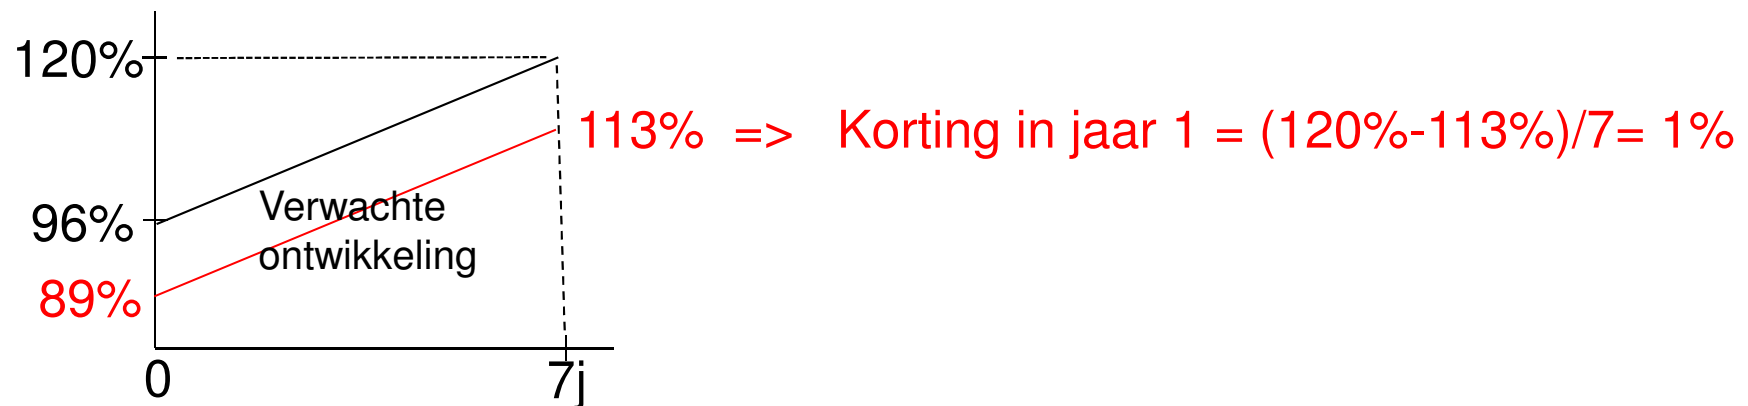 120%
113% => Korting in jaar 1 = (120%-113%)/7= 1%
96%
Verwachte
ontwikkeling
89%
0
7j